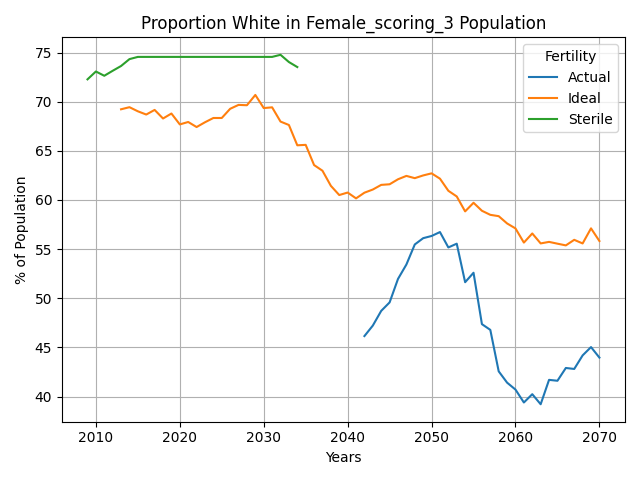 Proportion White in Female_scoring_3 Population
% of Population
75
70
65
60
55
50
45
40
Fertility
Actual
Ideal
Sterile
2010 2020 2030 2040 2050 2060 2070
Years